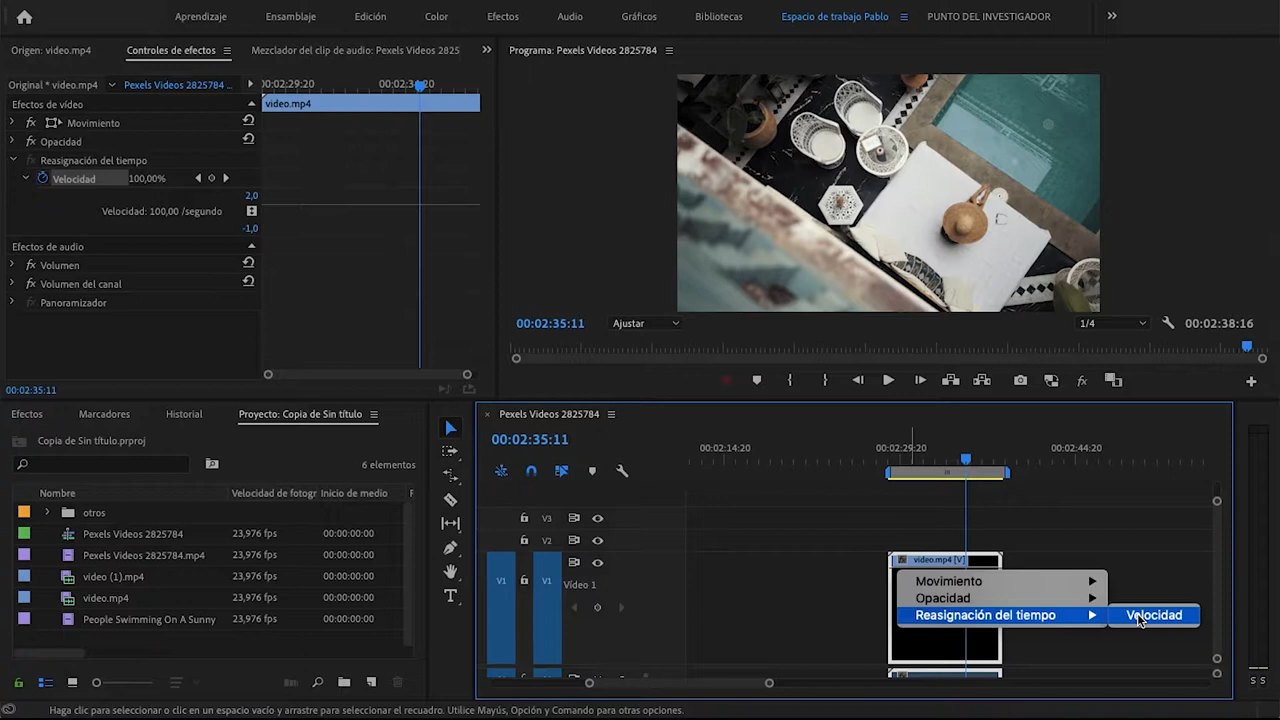 Aprendizaje Ensamblaje Edición Color Efectos Audio Gráficos Bibliotecas Espacio de trabajo Pablo PUNTO DEL INVESTIGADOR
Origen: video.mp4 Controles de efectos Mezclador del clip de audio: Pexels Videos 2825
Programa: Pexels Videos 2825784
Original * video.mp4 Pexels Videos 2825784 ...
00:02:29:20 00:02:34:20
Efectos de vídeo
video.mp4
fx Movimiento
fx Opacidad
fx Reasignación del tiempo
Velocidad 100,00%
2,0
Velocidad: 100,00 /segundo
-1,0
Efectos de audio
fx Volumen
fx Volumen del canal
fx Panoramizador
00:02:35:11
00:02:35:11 Ajustar 1/4 00:02:38:16
fx
Efectos Marcadores Historial Proyecto: Copia de Sin título
Copia de Sin título.prproj
6 elementos
Nombre Velocidad de fotogr Inicio de medio F
otros
Pexels Videos 2825784 23,976 fps 00:00:00:00
Pexels Videos 2825784.mp4 23,976 fps 00:00:00:00
video (1).mp4 23,976 fps 00:00:00:00
video.mp4 23,976 fps 00:00:00:00
People Swimming On A Sunny 23,976 fps 00:00:00:00
× Pexels Videos 2825784
00:02:35:11
00:02:14:20 00:02:29:20 00:02:44:20
V3
V2
V1 V1 Vídeo 1
video.mp4 [V]
Movimiento
Opacidad
Reasignación del tiempo Velocidad
S S
Haga clic para seleccionar o clic en un espacio vacío y arrastre para seleccionar el recuadro. Utilice Mayús, Opción y Comando para otras opciones.